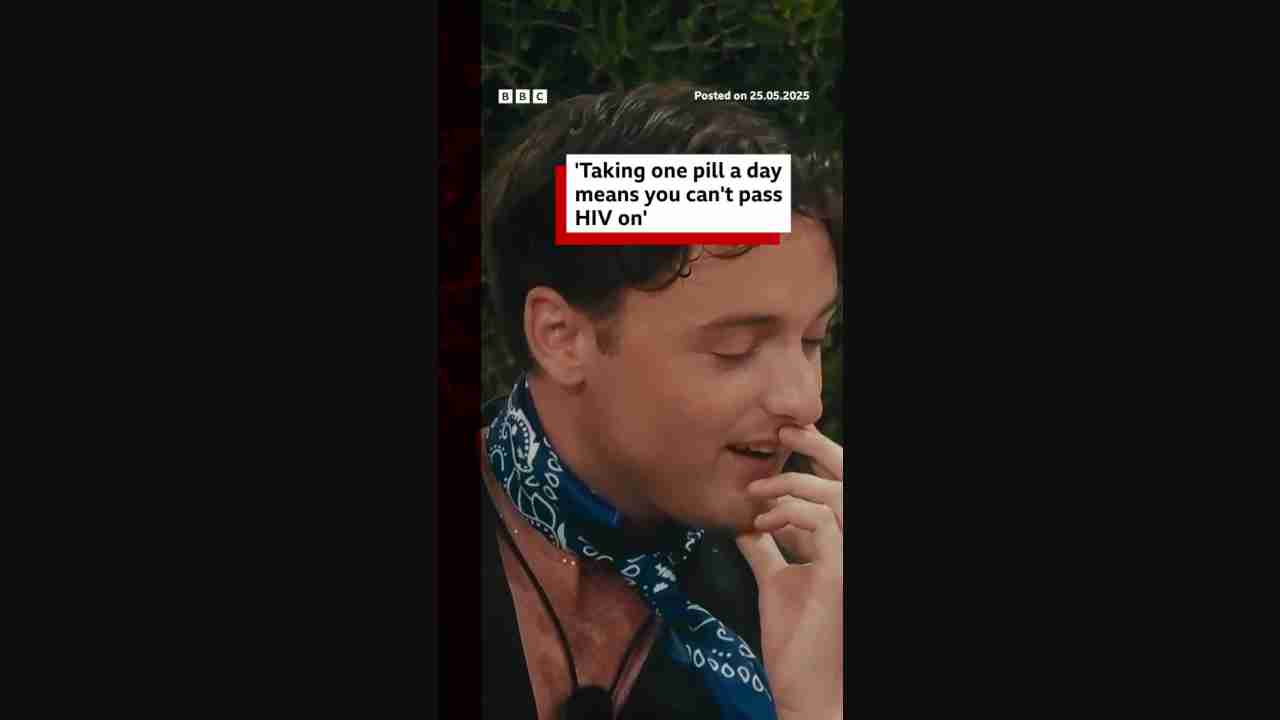 BBC
Posted on 25.05.2025
'Taking one pill a day
means you can't pass
HIV on'